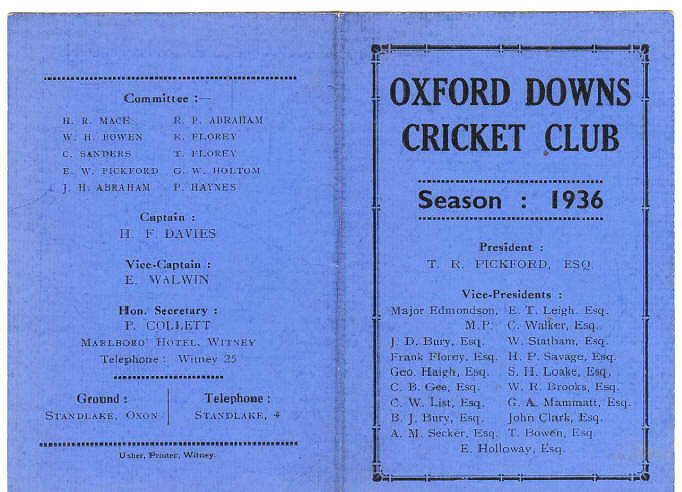 Committee :—
H. R. MACE R. P. ABRAHAM
W. H. BOWEN K. FLOREY
C. SANDERS T. FLOREY
E. W. PICKFORD G. W. HOLTOM
J. H. ABRAHAM P. HAYNES
Captain :
H. F. DAVIES
Vice-Captain :
E. WALWIN
Hon. Secretary :
P. COLLETT
MARLBORO' HOTEL, WITNEY
Telephone : Witney 25
Ground : Telephone :
STANDLAKE, OXON STANDLAKE, 4
Usher, Printer, Witney.
OXFORD DOWNS
CRICKET CLUB
Season : 1936
President :
T. R. PICKFORD, ESQ.
Vice-Presidents :
Major Edmondson, E. T. Leigh, Esq.
M.P. C. Walker, Esq.
J. D. Bury, Esq. W. Statham, Esq.
Frank Florey, Esq. H. P. Savage, Esq.
Geo. Haigh, Esq. S. H. Loake, Esq,
C. B. Gee, Esq. W. R. Brooks, Esq.
C. W. List, Esq. G. A. Mammatt, Esq.
B. J. Bury, Esq. John Clark, Esq.
A. M. Secker, Esq. T. Bowen, Esq.
E. Holloway, Esq.